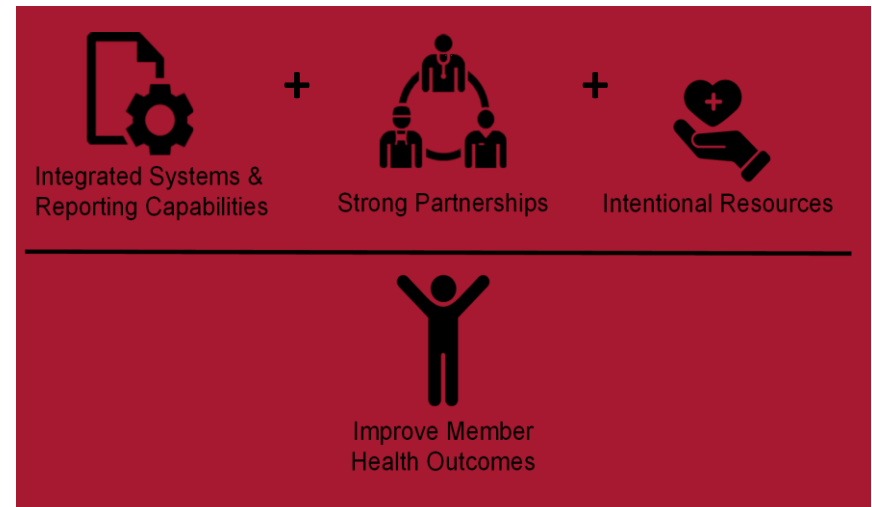 + +
Integrated Systems &
Reporting Capabilities
Strong Partnerships
Intentional Resources
Improve Member
Health Outcomes